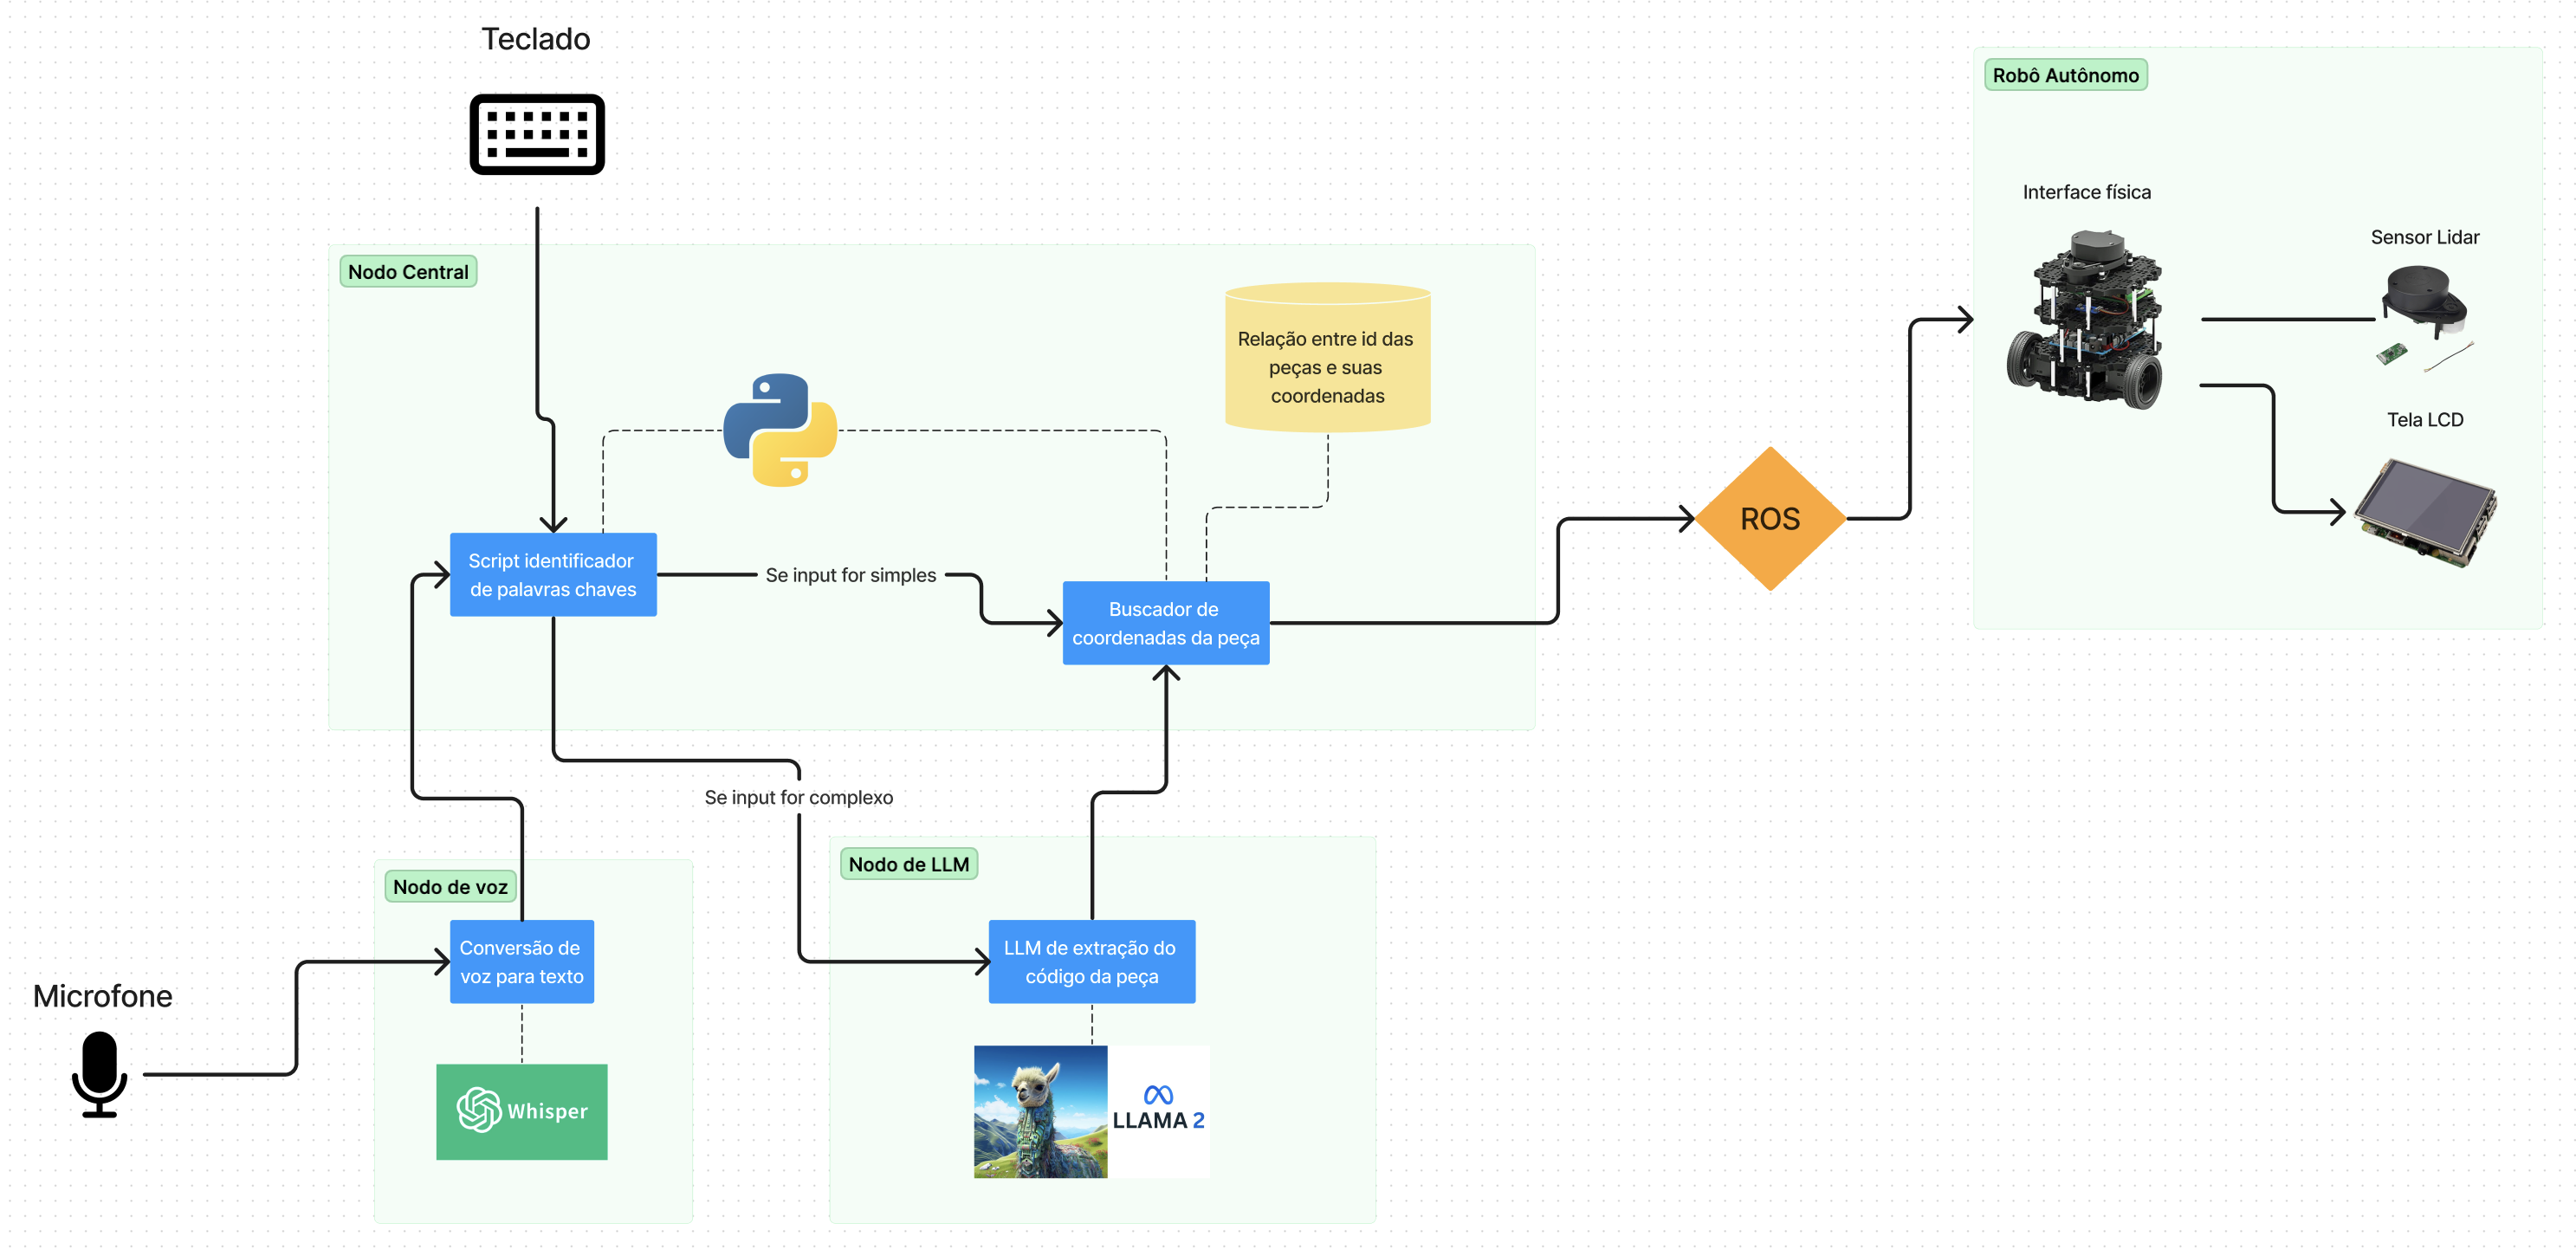 Teclado
Robô Autônomo
Interface física
Sensor Lidar
Nodo Central
Relação entre id das
peças e suas
coordenadas
Tela LCD
ROS
Script identificador
de palavras chaves
Se input for simples
Buscador de
coordenadas da peça
Se input for complexo
Nodo de voz
Nodo de LLM
Conversão de
voz para texto
LLM de extração do
código da peça
Microfone
Whisper
LLAMA 2